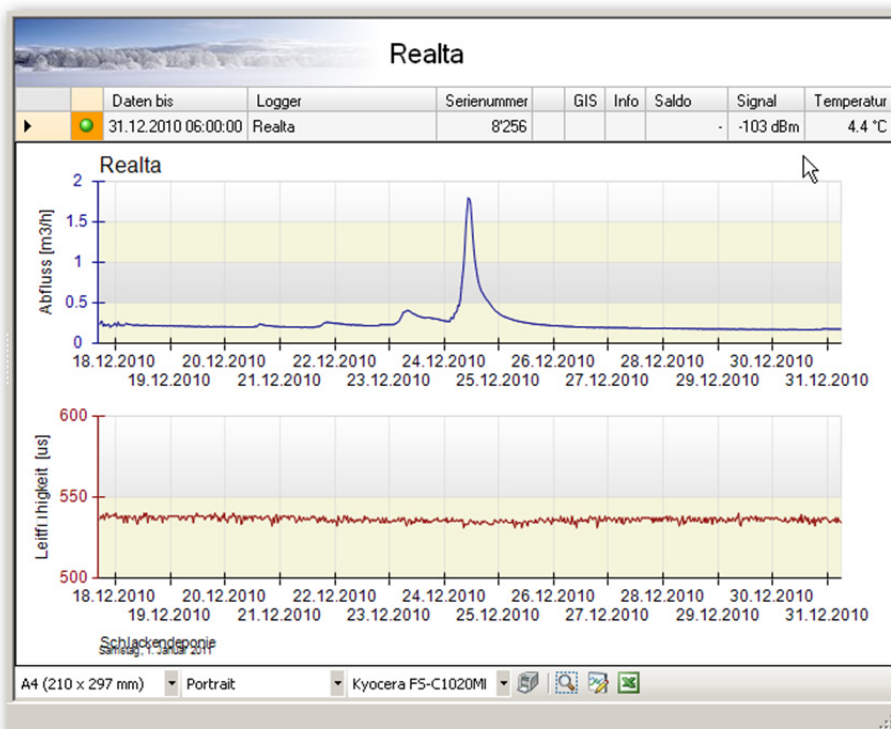 Realta
Daten bis Logger Serienummer GIS Info Saldo Signal Temperatur
31.12.2010 06:00:00 Realta 8'256 - -103 dBm 4.4 °C
Realta
Abfluss [m3/h]
2
1.5
1
0.5
0
18.12.2010 20.12.2010 22.12.2010 24.12.2010 26.12.2010 28.12.2010 30.12.2010
19.12.2010 21.12.2010 23.12.2010 25.12.2010 27.12.2010 29.12.2010 31.12.2010
[us]
600
550
500
18.12.2010 20.12.2010 22.12.2010 24.12.2010 26.12.2010 28.12.2010 30.12.2010
19.12.2010 21.12.2010 23.12.2010 25.12.2010 27.12.2010 29.12.2010 31.12.2010
Schlackendeponie
Samstag, 1. Januar 2011
A4 (210 x 297 mm) Portrait Kyocera FS-C1020MI